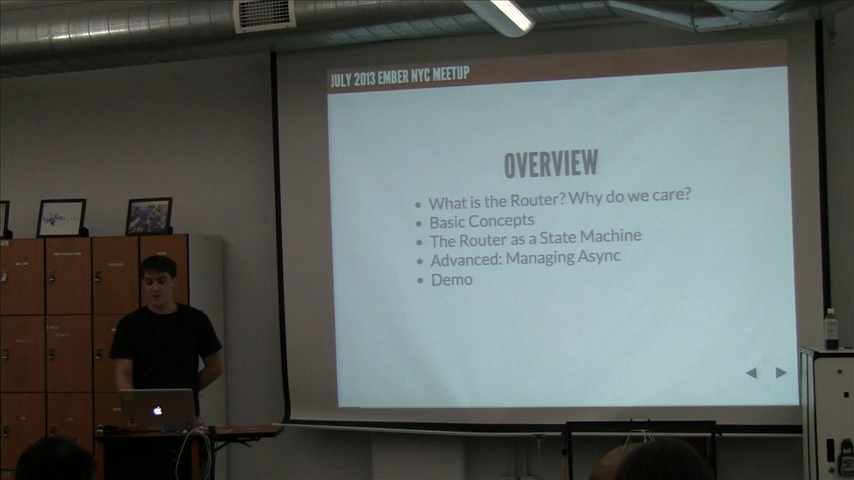 JULY 2013 EMBER NYC MEETUP
OVERVIEW
• What is the Router? Why do we care?
• Basic Concepts
• The Router as a State Machine
• Advanced: Managing Async
• Demo